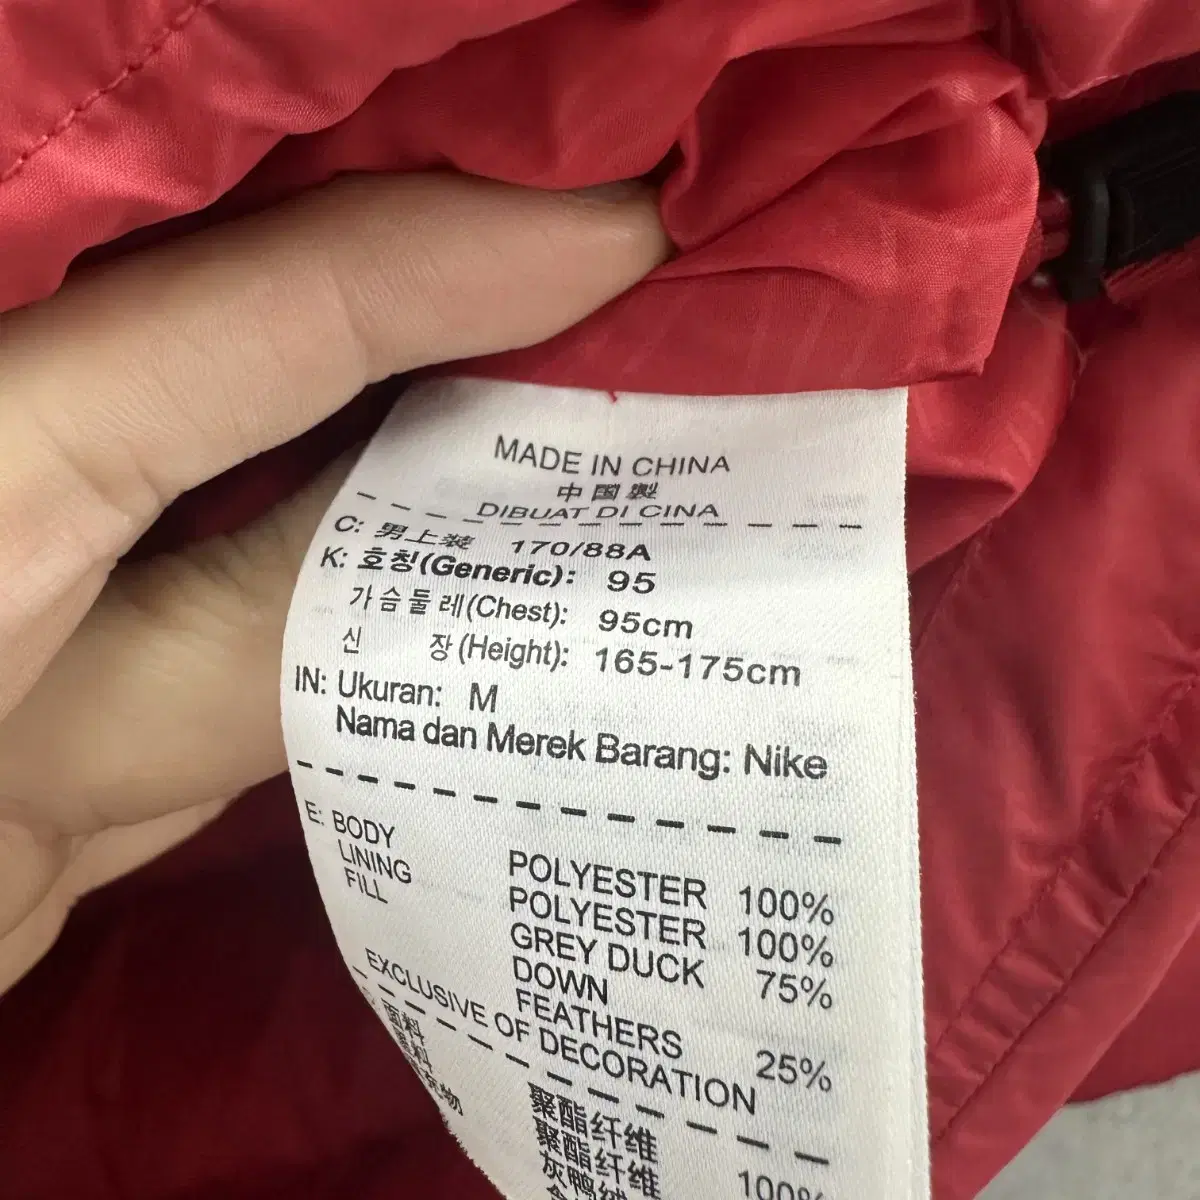 MADE IN CHINA
中国製
DIBUAT DI CINA
C: 男上装 170/88A
K: 호칭(Generic): 95
가슴둘레(Chest): 95cm
신 장(Height): 165-175cm
IN: Ukuran: M
Nama dan Merek Barang: Nike
E: BODY POLYESTER 100%
LINING POLYESTER 100%
FILL GREY DUCK 75%
DOWN
FEATHERS 25%
EXCLUSIVE OF DECORATION
面料 聚酯纤维 100%
聚酯纤维
灰鸭绒